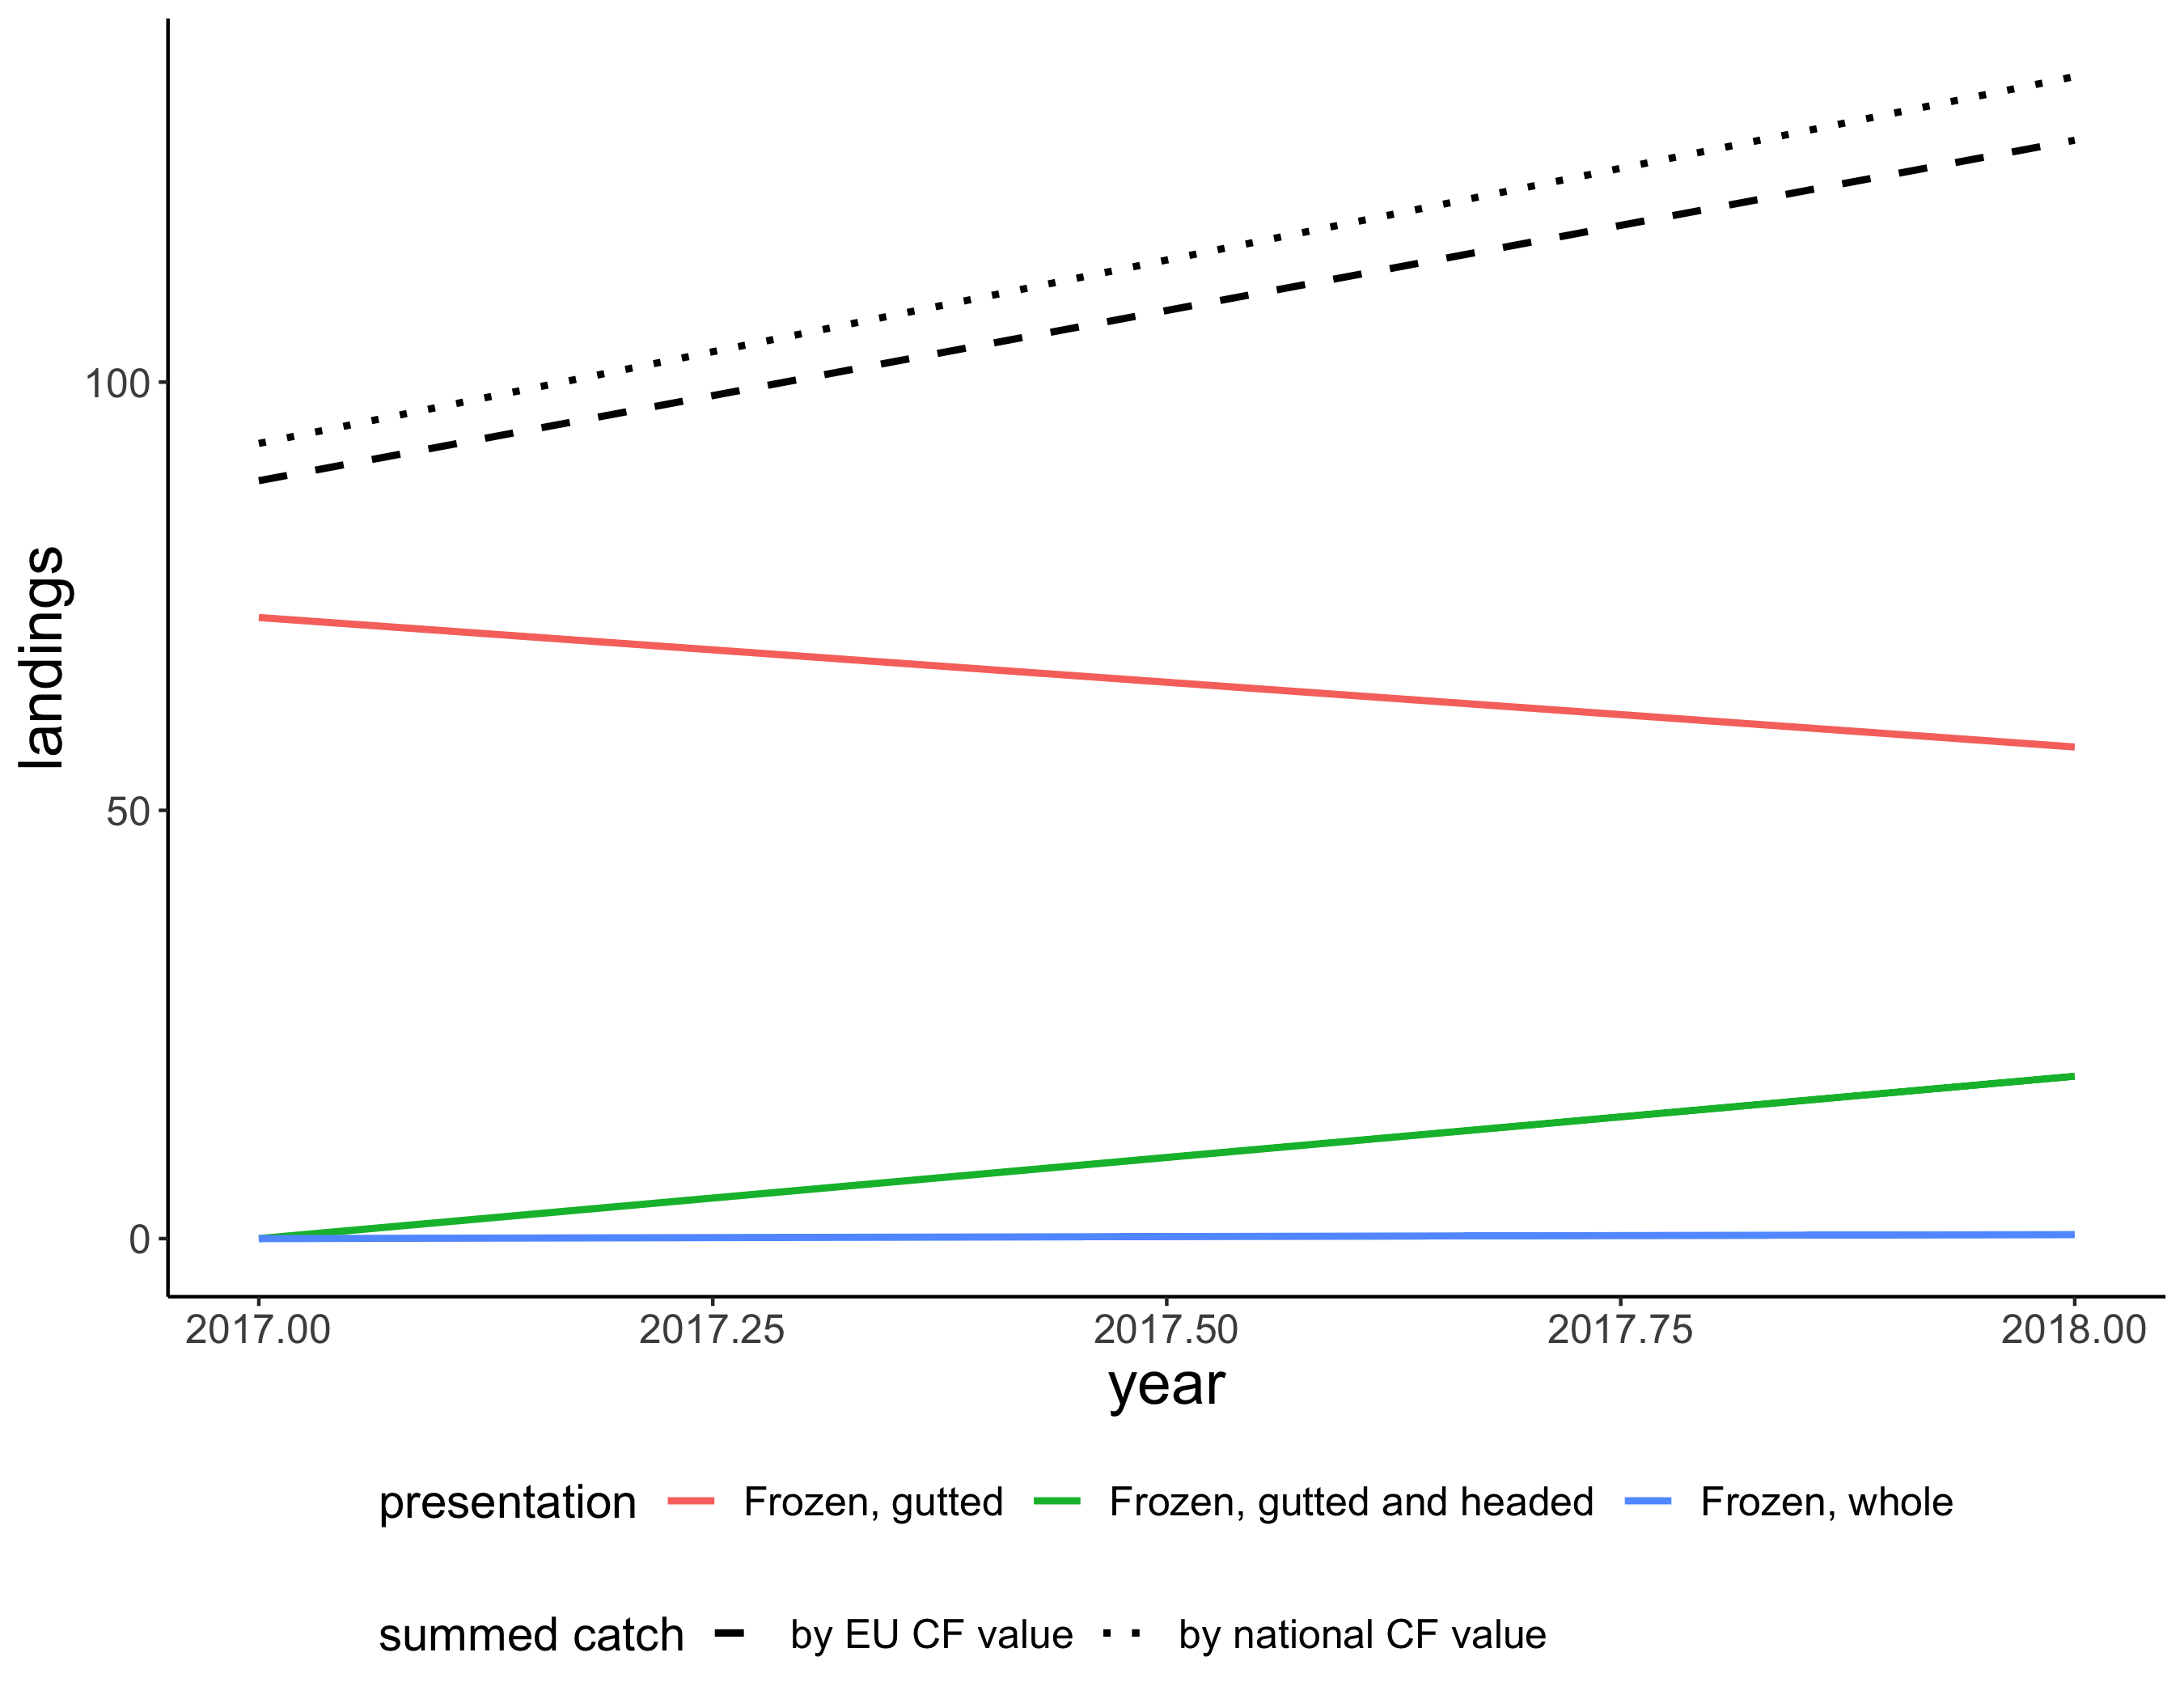 landings
100
50
0
2017.00 2017.25 2017.50 2017.75 2018.00
year
presentation Frozen, gutted Frozen, gutted and headed Frozen, whole
summed catch by EU CF value by national CF value